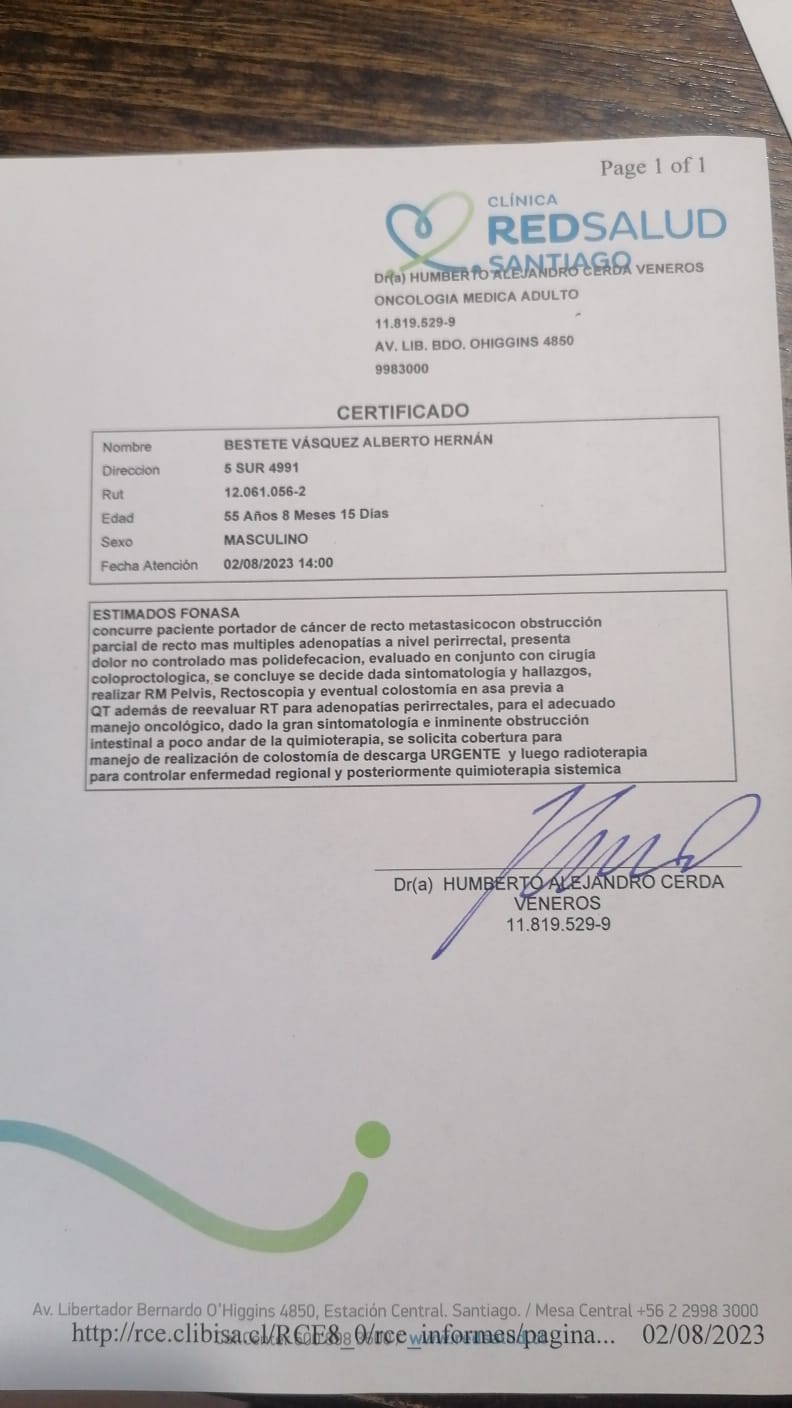 Page 1 of 1
CLÍNICA
REDSALUD
SANTIAGO
Dr(a) HUMBERTO ALEJANDRO CERDA VENEROS
ONCOLOGIA MEDICA ADULTO
11.819.529-9
AV. LIB. BDO. OHIGGINS 4850
9983000
CERTIFICADO
Nombre BESTETE VÁSQUEZ ALBERTO HERNÁN
Direccion 5 SUR 4991
Rut 12.061.056-2
Edad 55 Años 8 Meses 15 Días
Sexo MASCULINO
Fecha Atención 02/08/2023 14:00
ESTIMADOS FONASA
concurre paciente portador de cáncer de recto metastasicocon obstrucción
parcial de recto mas multiples adenopatías a nivel perirrectal, presenta
dolor no controlado mas polidefecacion, evaluado en conjunto con cirugía
coloproctologica, se concluye se decide dada sintomatología y hallazgos,
realizar RM Pelvis, Rectoscopia y eventual colostomía en asa previa a
QT además de reevaluar RT para adenopatías perirrectales, para el adecuado
manejo oncológico, dado la gran sintomatología e inminente obstrucción
intestinal a poco andar de la quimioterapia, se solicita cobertura para
manejo de realización de colostomía de descarga URGENTE y luego radioterapia
para controlar enfermedad regional y posteriormente quimioterapia sistemica
Dr(a) HUMBERTO ALEJANDRO CERDA
VENEROS
11.819.529-9
Av. Libertador Bernardo O'Higgins 4850, Estación Central. Santiago. / Mesa Central +56 2 2998 3000
http://rce.clibisa.cl/RCE8_0/rce_informes/pagina... 02/08/2023